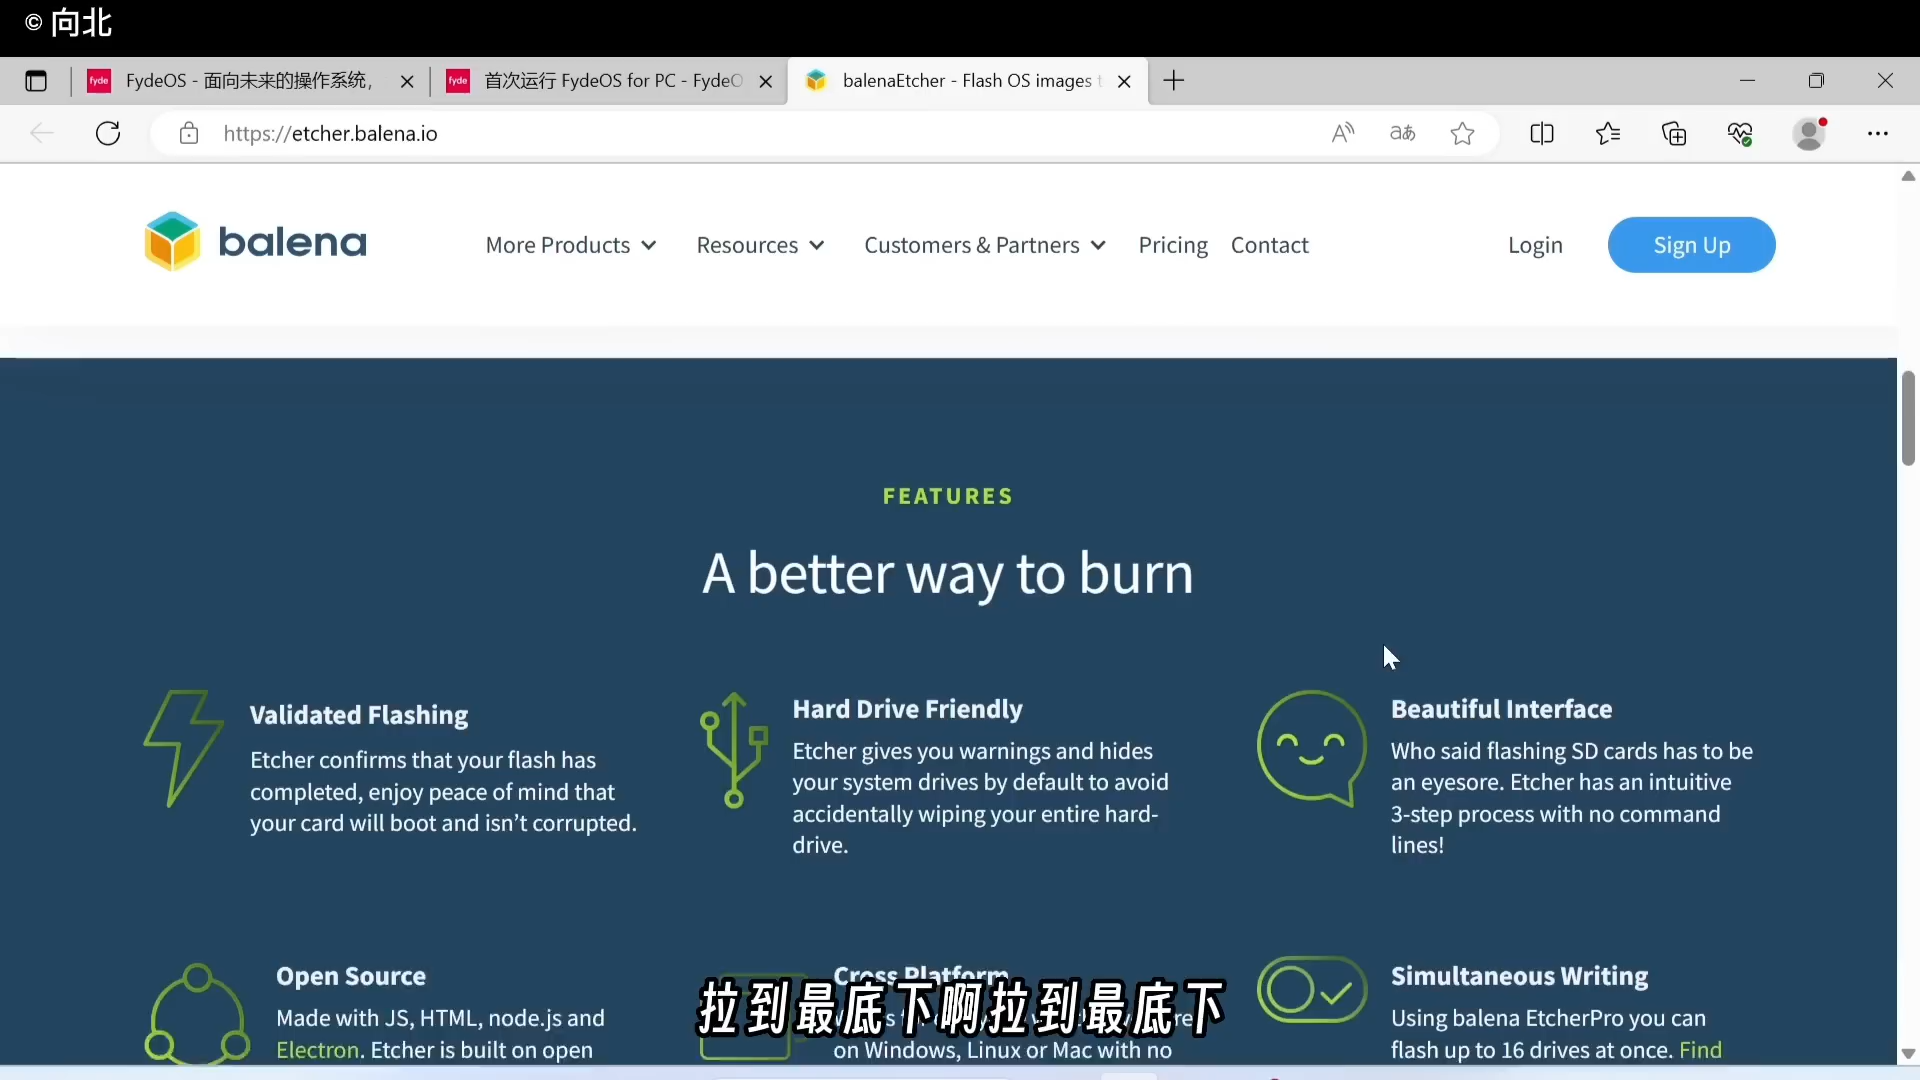 © 向北
FydeOS - 面向未来的操作系统,
首次运行 FydeOS for PC - FydeO
balenaEtcher - Flash OS images t
https://etcher.balena.io
balena
More Products
Resources
Customers & Partners
Pricing
Contact
Login
Sign Up
FEATURES
A better way to burn
Validated Flashing
Etcher confirms that your flash has
completed, enjoy peace of mind that
your card will boot and isn't corrupted.
Hard Drive Friendly
Etcher gives you warnings and hides
your system drives by default to avoid
accidentally wiping your entire hard-
drive.
Beautiful Interface
Who said flashing SD cards has to be
an eyesore. Etcher has an intuitive
3-step process with no command
lines!
Open Source
Made with JS, HTML, node.js and
Electron. Etcher is built on open
Cross Platform
on Windows, Linux or Mac with no
Simultaneous Writing
Using balena EtcherPro you can
flash up to 16 drives at once. Find
拉到最底下啊拉到最底下